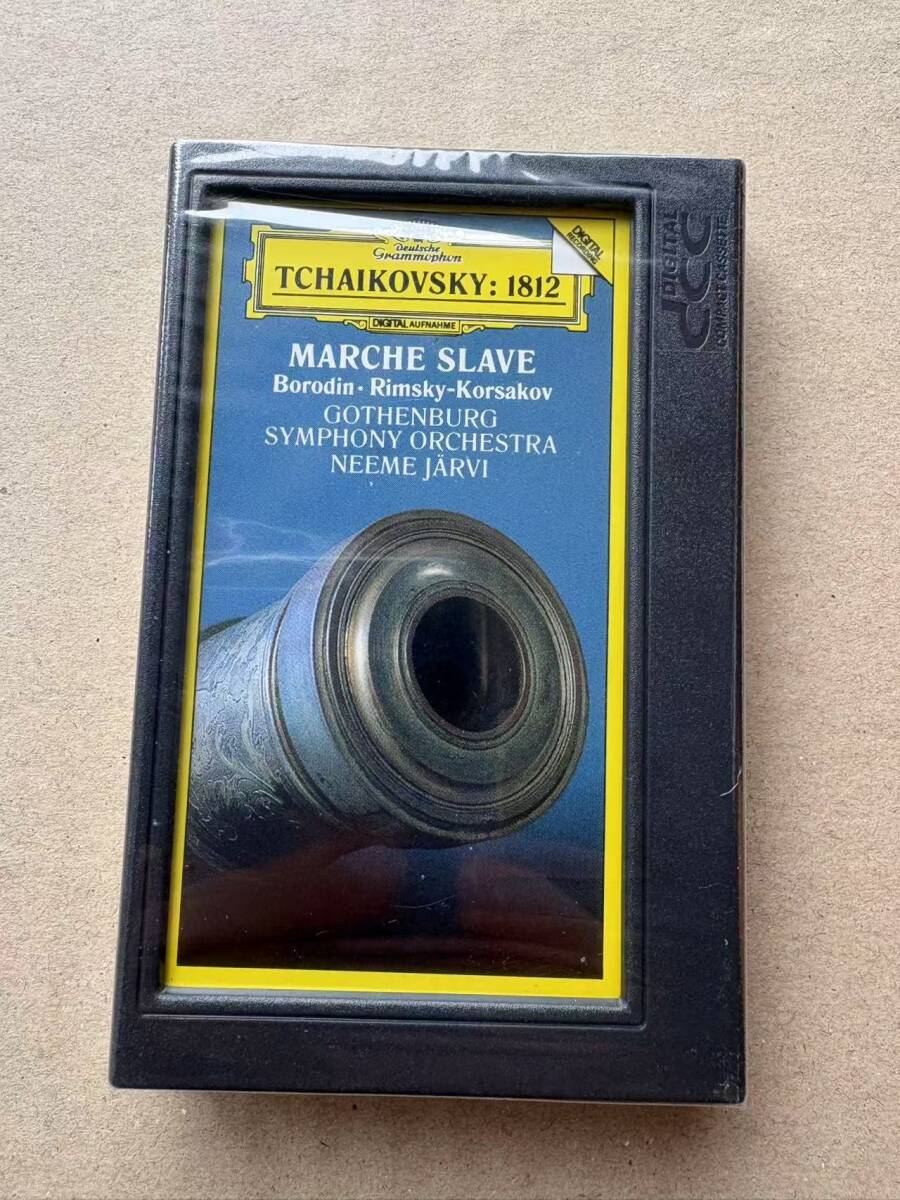 Deutsche
Grammophon
TCHAIKOVSKY: 1812
DIGITAL AUFNAHME
DIGITAL
RECORDING
MARCHE SLAVE
Borodin · Rimsky-Korsakov
GOTHENBURG
SYMPHONY ORCHESTRA
NEEME JÄRVI
DIGITAL
dcc
COMPACT CASSETTE